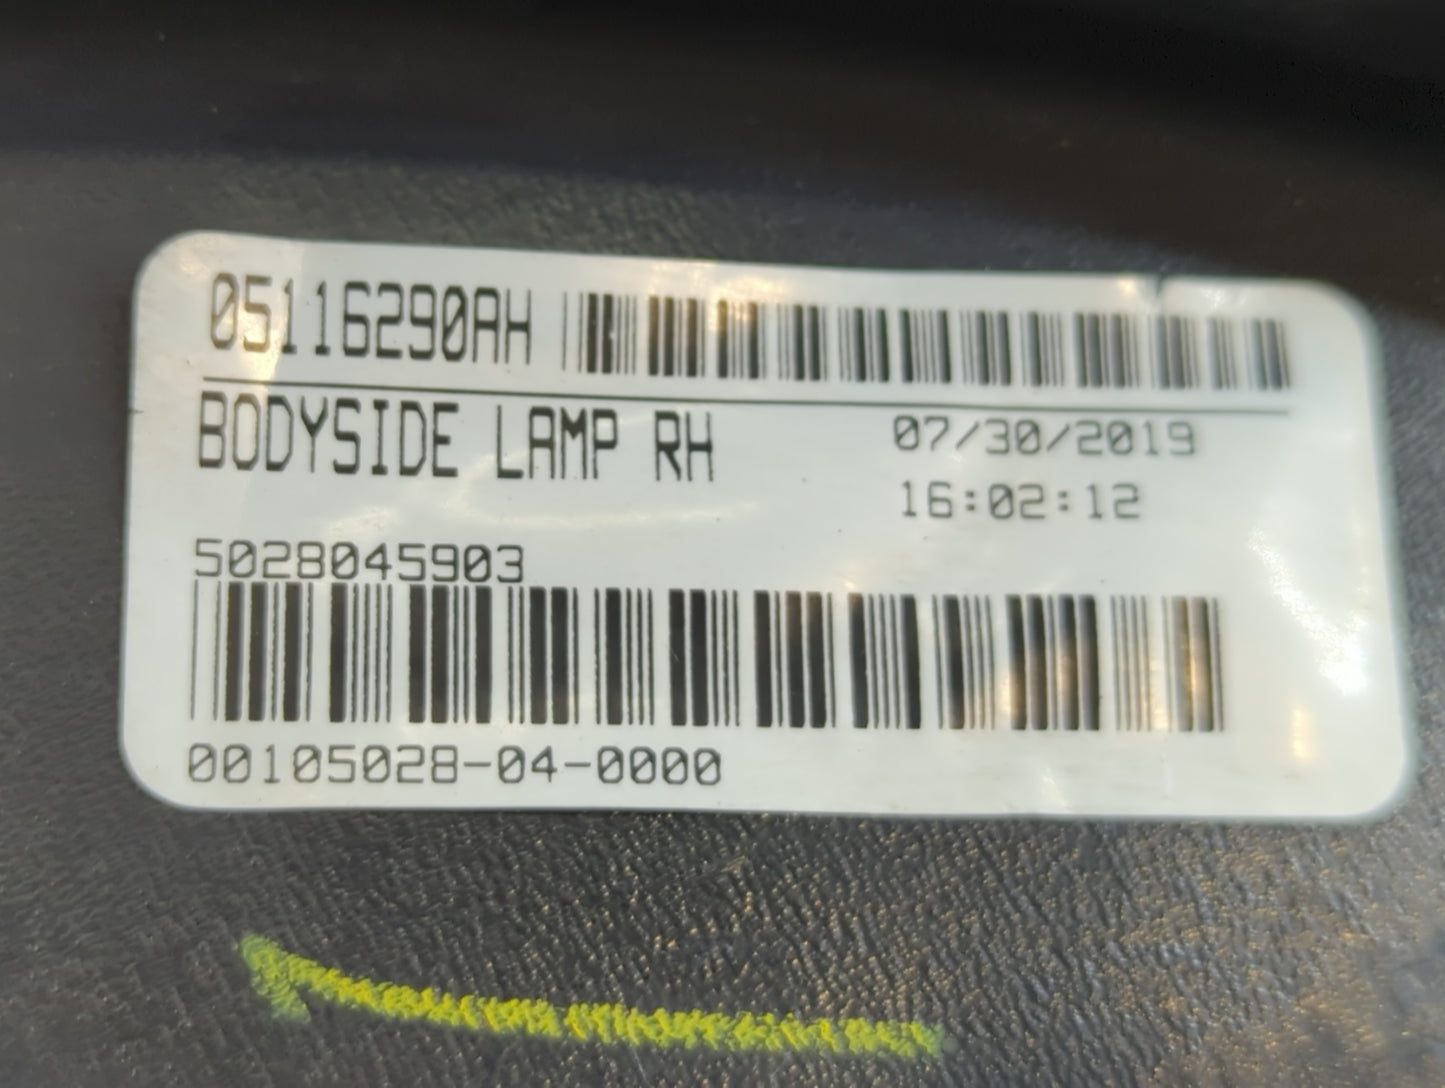 05116290AH
BODYSIDE LAMP RH 07/30/2019
16:02:12
5028045903
00105028-04-0000